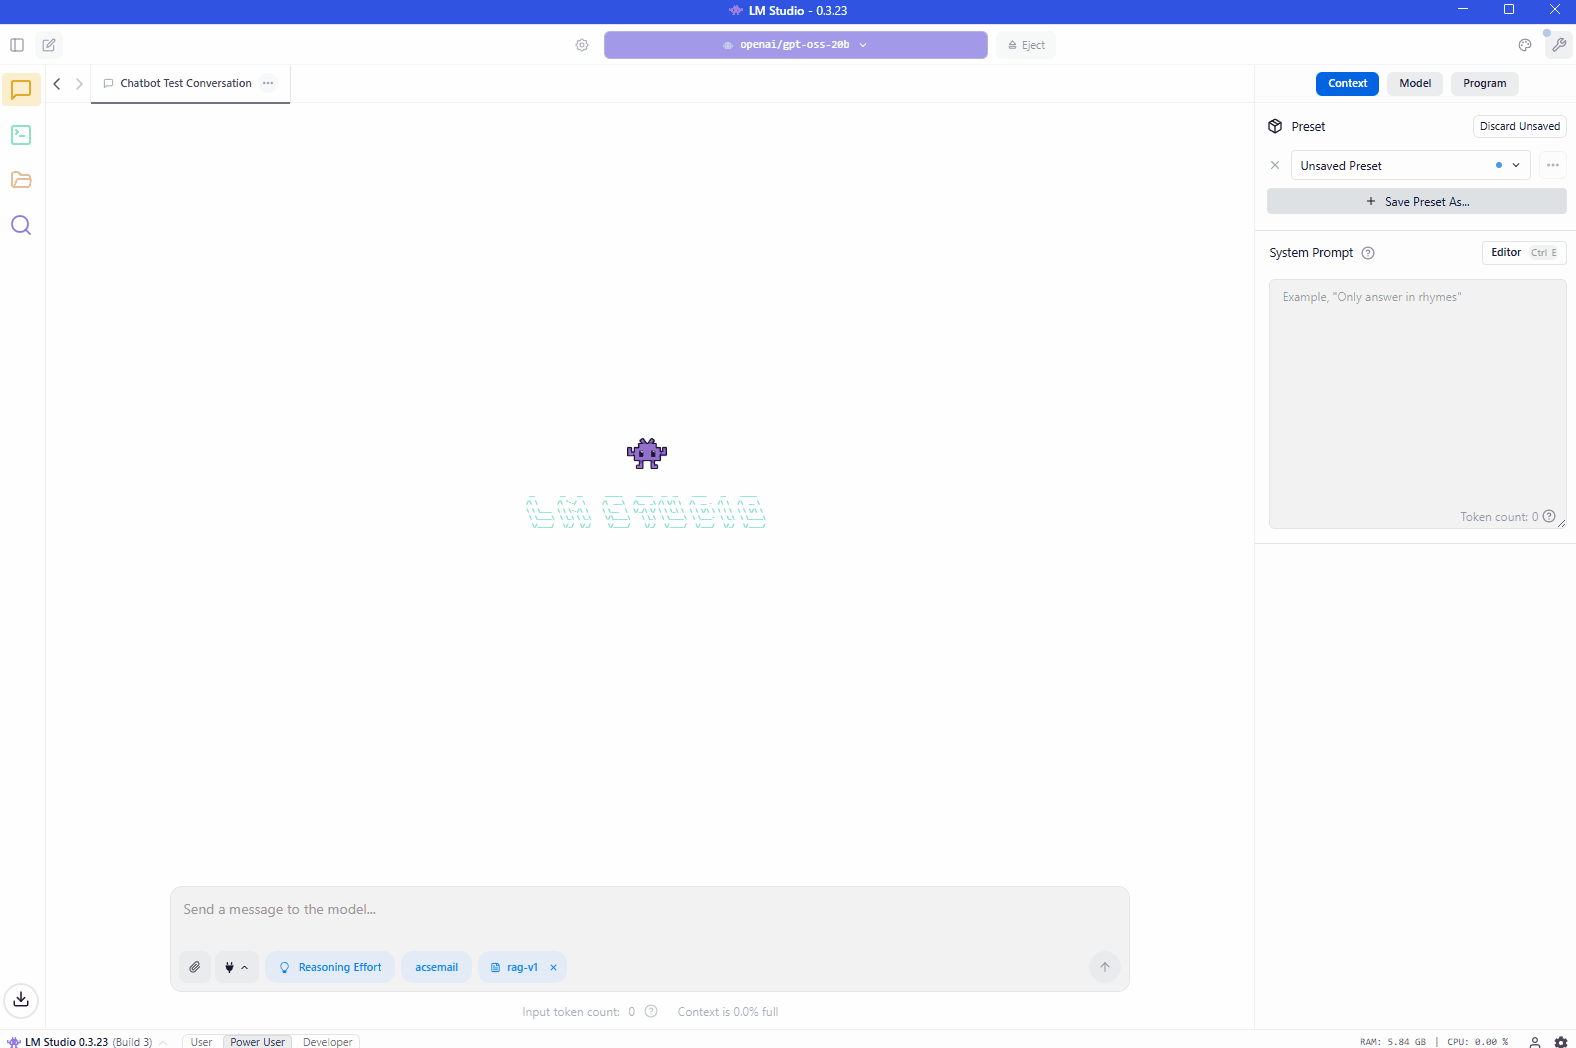 LM Studio - 0.3.23
openai/gpt-oss-20b
Eject
Chatbot Test Conversation
Context Model Program
Preset
Discard Unsaved
Unsaved Preset
+ Save Preset As...
System Prompt
Editor Ctrl E
Example, "Only answer in rhymes"
Token count: 0
LM STUDIO
Send a message to the model...
Reasoning Effort
acsemail
rag-v1
Input token count: 0
Context is 0.0% full
LM Studio 0.3.23 (Build 3)
User Power User Developer
RAM: 5.84 GB | CPU: 0.00 %